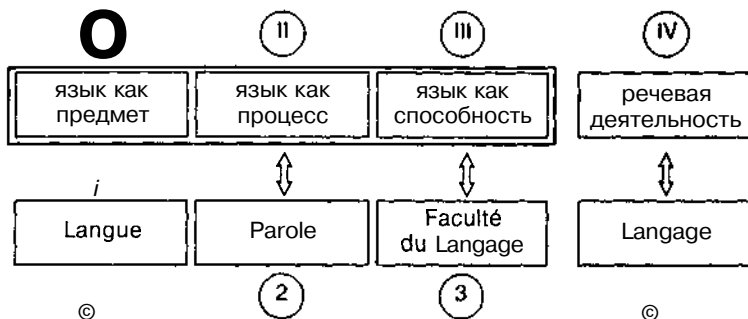 O II III IV
язык как предмет
язык как процесс
язык как способность
речевая деятельность
i
Langue
Parole
Faculté du Langage
Langage
© 2 3 ©